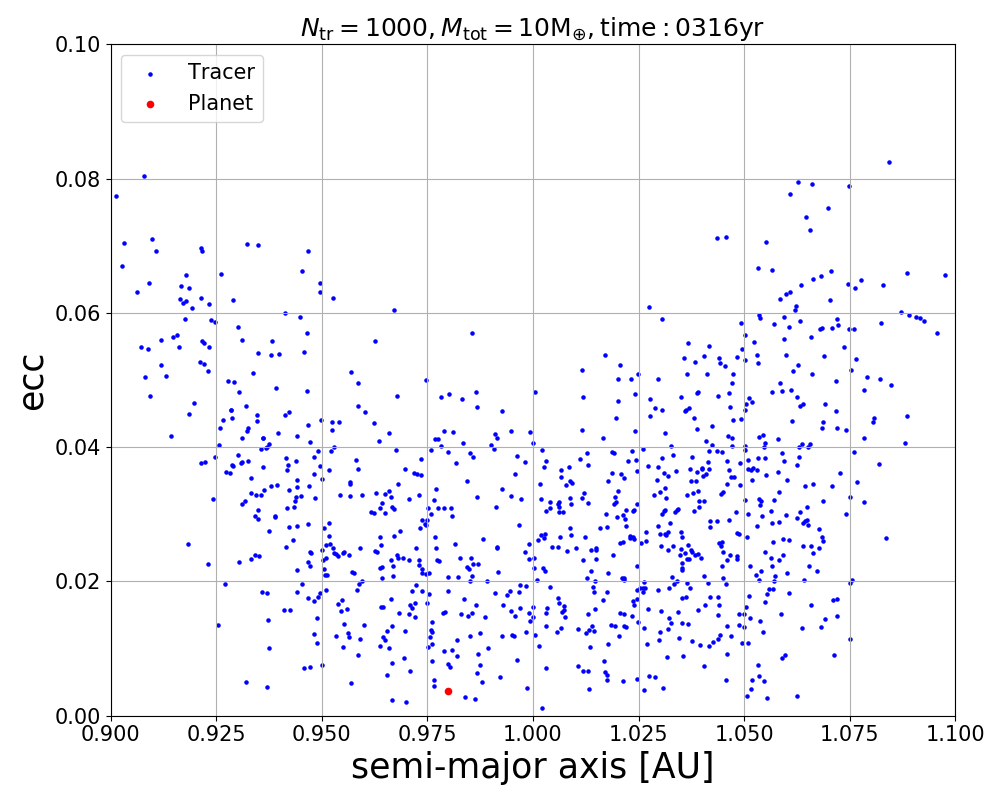 N_tr = 1000, M_tot = 10M_⊕, time : 0316yr
Tracer
Planet
0.10
0.08
0.06
0.04
0.02
0.00
ecc
0.900 0.925 0.950 0.975 1.000 1.025 1.050 1.075 1.100
semi-major axis [AU]